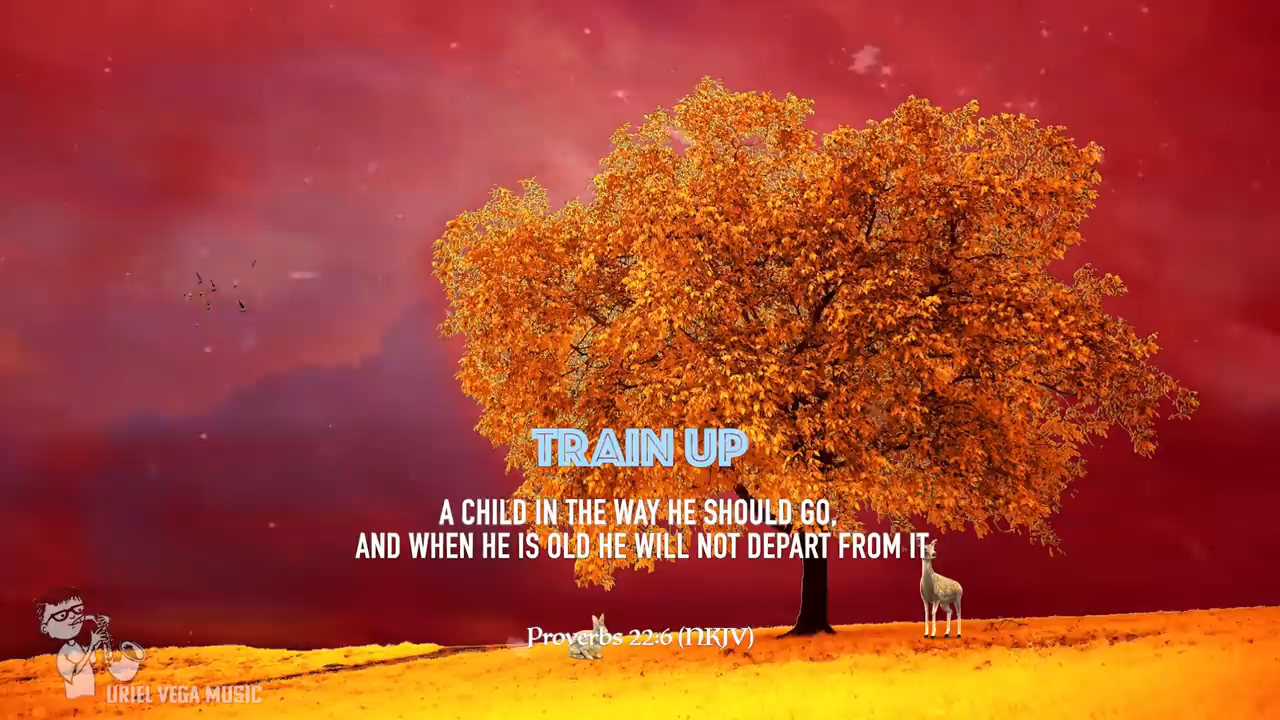 TRAIN UP
A CHILD IN THE WAY HE SHOULD GO,
AND WHEN HE IS OLD HE WILL NOT DEPART FROM IT.
Proverbs 22:6 (NKJV)
URIEL VEGA MUSIC